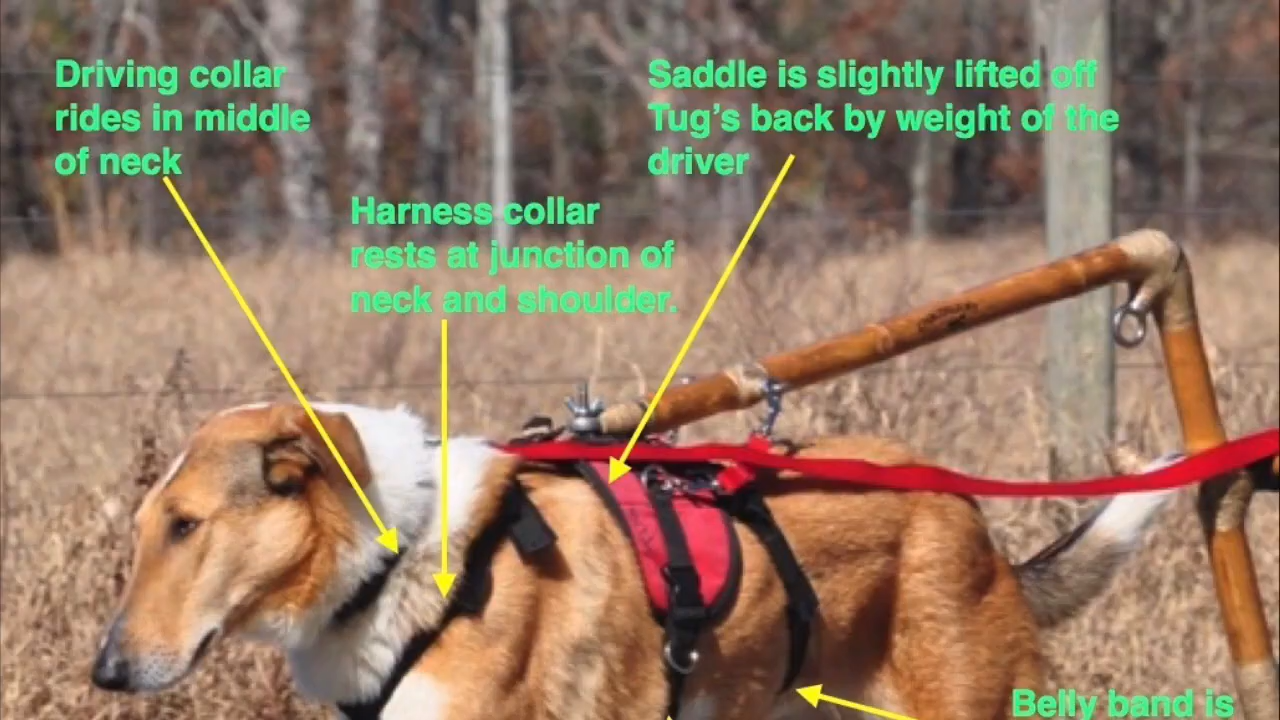 Driving collar
rides in middle
of neck
Saddle is slightly lifted off
Tug's back by weight of the
driver
Harness collar
rests at junction of
neck and shoulder.
Belly band is